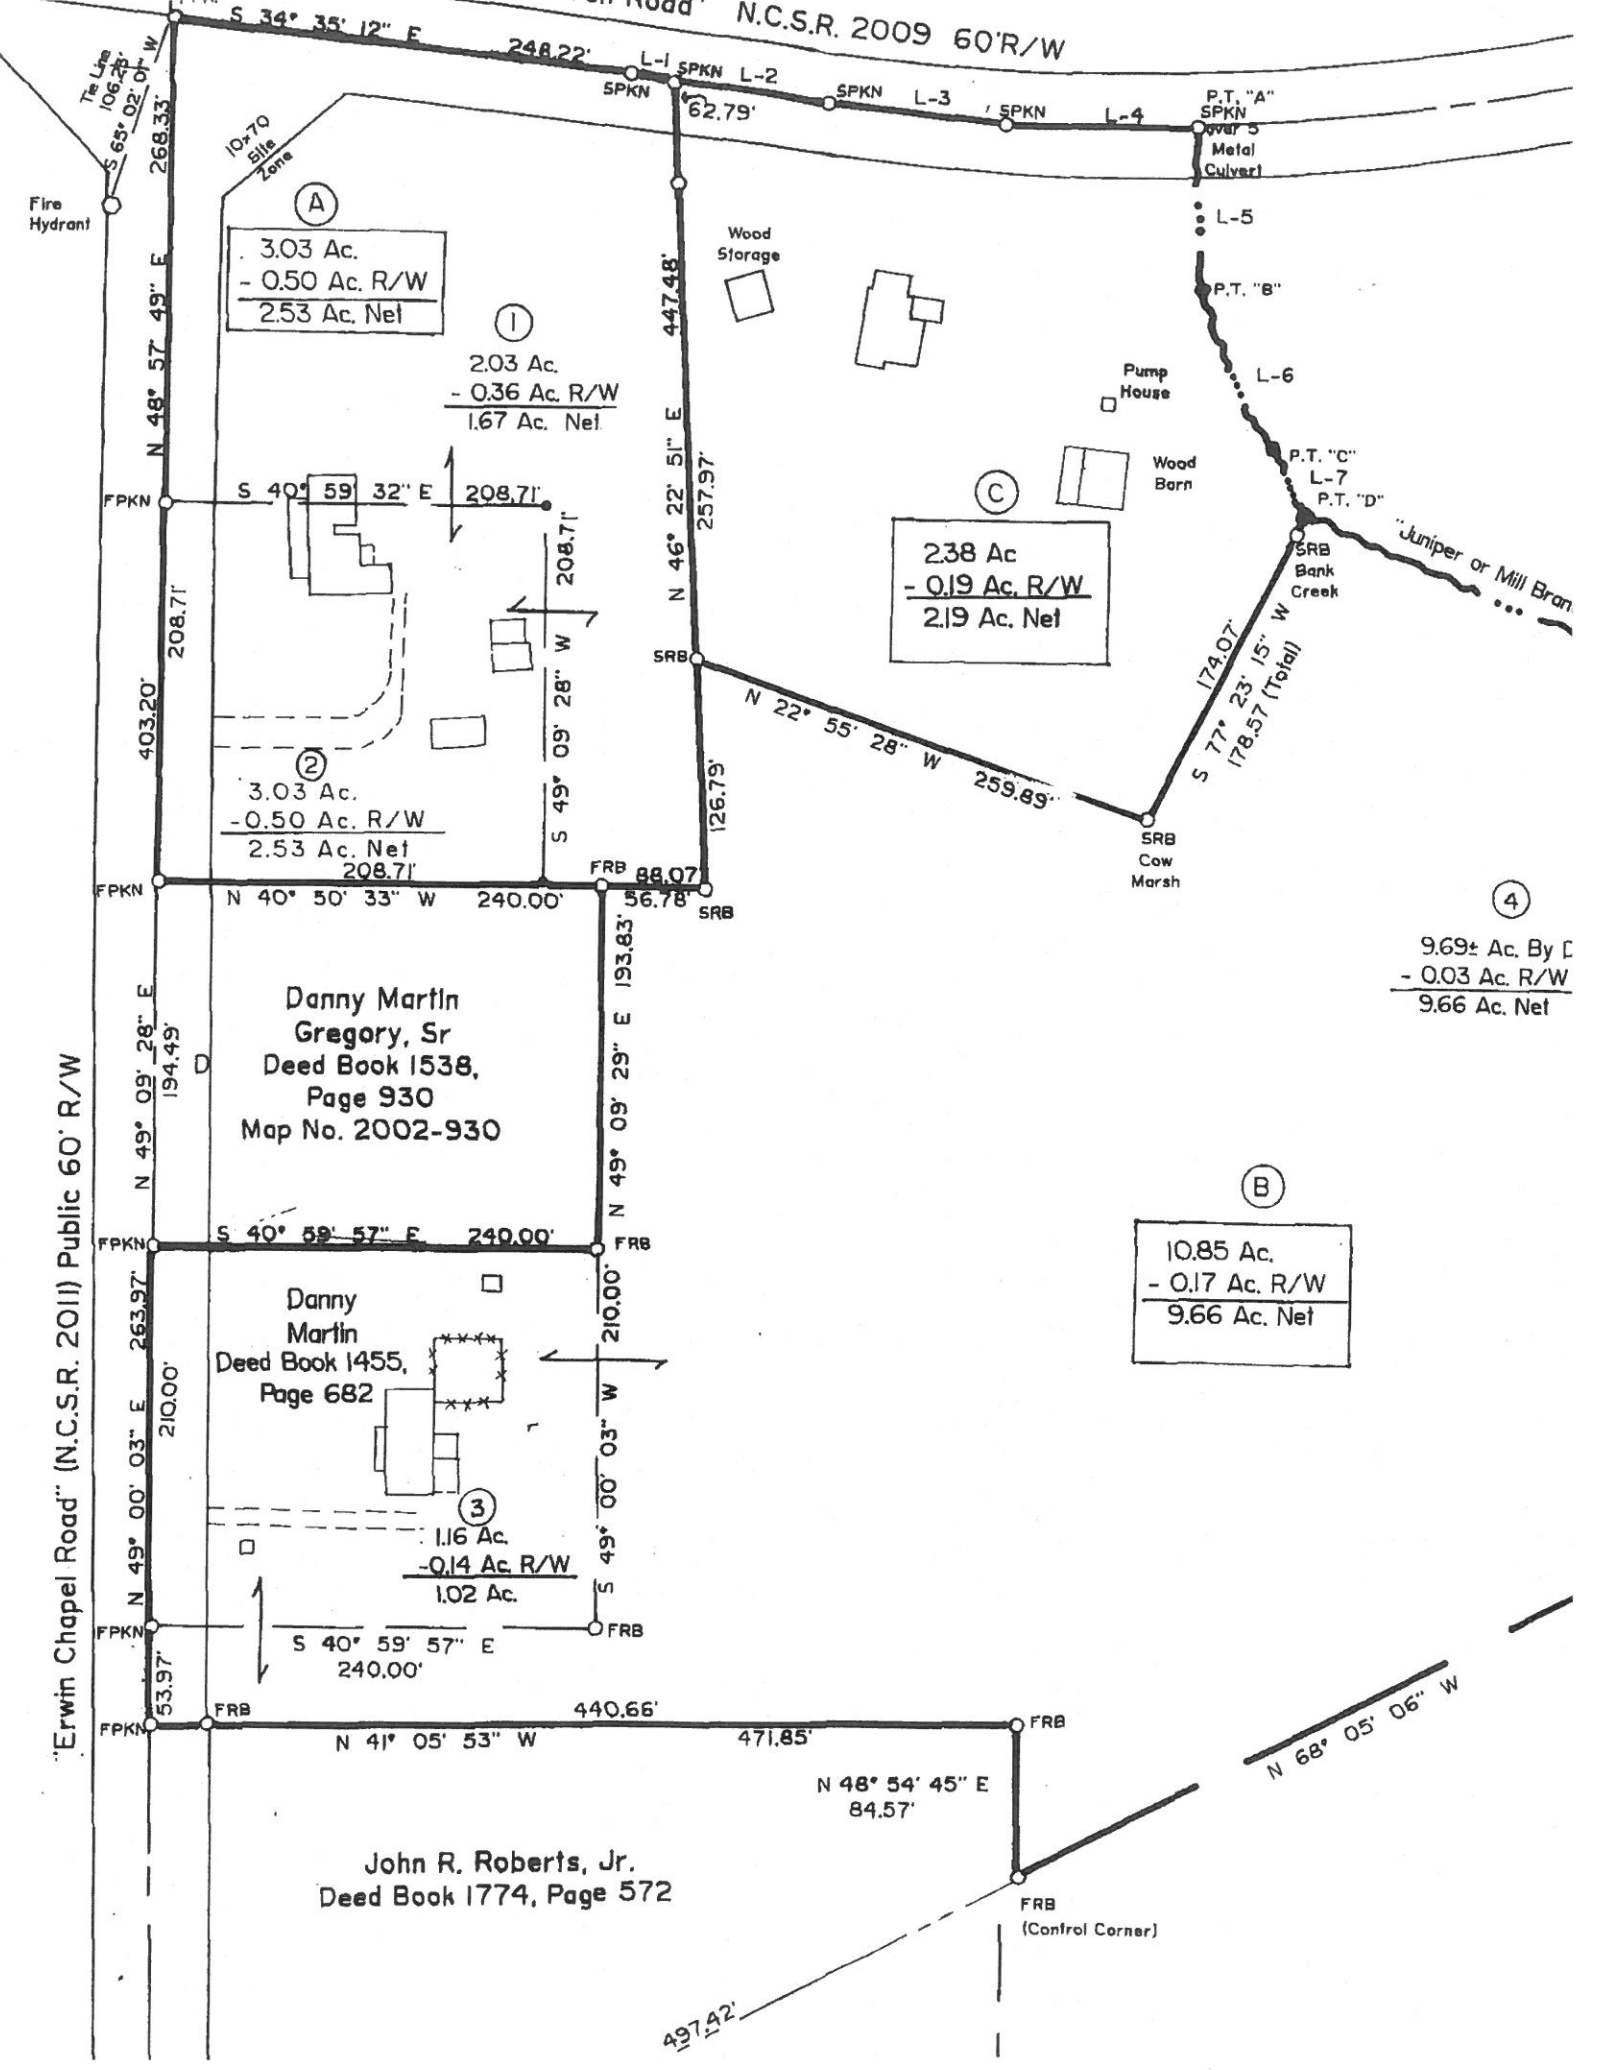 Road" N.C.S.R. 2009 60'R/W
S 34° 35' 12" E 248.22'
L-1
SPKN
SPKN
L-2
62.79'
SPKN
L-3
SPKN
L-4
P.T. "A"
SPKN
Metal
Culvert
Tie Line
106.23'
S 65° 02' 01" W
268.33'
N 48° 57' 49" E
10x70
Site
Zone
Fire
Hydrant
A
3.03 Ac.
- 0.50 Ac. R/W
2.53 Ac. Net
1
2.03 Ac.
- 0.36 Ac. R/W
1.67 Ac. Net
447.48'
N 46° 22' 51" E
257.97'
Wood
Storage
L-5
P.T. "B"
L-6
Pump
House
Wood
Barn
P.T. "C"
L-7
P.T. "D"
SRB
Bank
Creek
"Juniper or Mill Bran
C
2.38 Ac
- 0.19 Ac. R/W
2.19 Ac. Net
FPKN
S 40° 59' 32" E 208.71'
208.71'
S 49° 09' 28" W
208.71'
403.20'
SRB
N 22° 55' 28" W 259.89'
174.07'
S 77° 23' 15" W
178.57 (Total)
SRB
Cow
Marsh
126.79'
2
3.03 Ac.
-0.50 Ac. R/W
2.53 Ac. Net
208.71'
FPKN
N 40° 50' 33" W 240.00'
FRB
88.07'
56.78'
SRB
4
9.69± Ac. By D
- 0.03 Ac. R/W
9.66 Ac. Net
193.83'
N 49° 09' 29" E
N 49° 09' 28" E
194.49'
D
Danny Martin
Gregory, Sr
Deed Book 1538,
Page 930
Map No. 2002-930
"Erwin Chapel Road" (N.C.S.R. 2011) Public 60' R/W
B
10.85 Ac.
- 0.17 Ac. R/W
9.66 Ac. Net
FPKN
S 40° 59' 57" E 240.00'
FRB
263.97'
N 49° 00' 03" E
210.00'
Danny
Martin
Deed Book 1455,
Page 682
210.00'
S 49° 00' 03" W
3
1.16 Ac.
-0.14 Ac. R/W
1.02 Ac.
FPKN
FRB
S 40° 59' 57" E
240.00'
53.97"
FPKN
FRB
440.66'
FRB
N 41° 05' 53" W 471.85'
N 48° 54' 45" E
84.57'
N 68° 05' 06" W
John R. Roberts, Jr.
Deed Book 1774, Page 572
FRB
(Control Corner)
497.42'